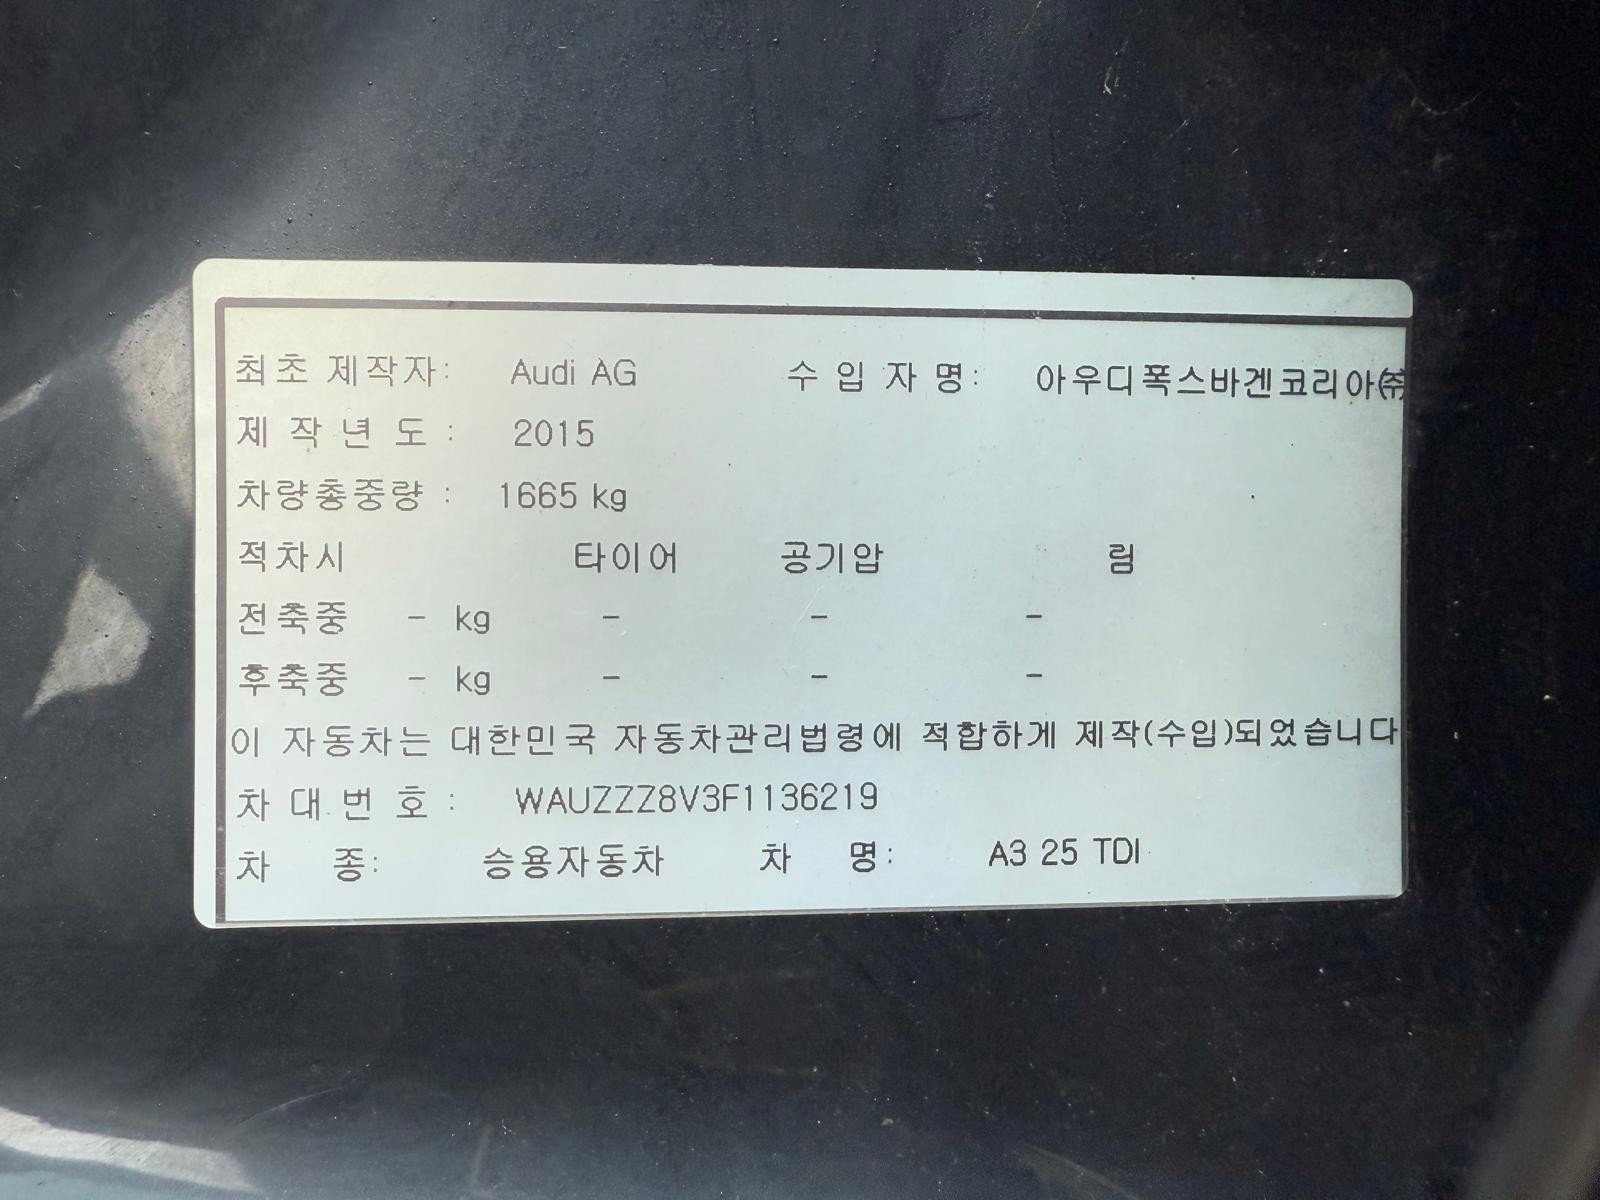 최초 제작자: Audi AG 수 입 자 명: 아우디폭스바겐코리아㈜
제 작 년 도 : 2015
차량총중량 : 1665 kg
적차시 타이어 공기압 림
전축중 - kg - - -
후축중 - kg - - -
이 자동차는 대한민국 자동차관리법령에 적합하게 제작(수입)되었습니다
차 대 번 호 : WAUZZZ8V3F1136219
차 종: 승용자동차 차 명: A3 25 TDI